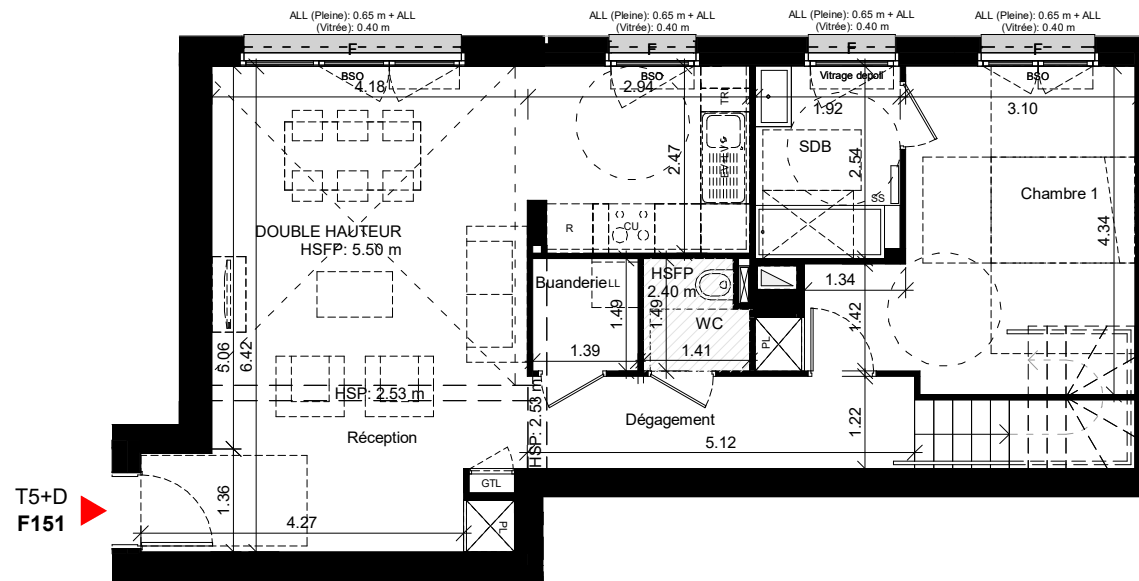 ALL (Pleine): 0.65 m + ALL
(Vitrée): 0.40 m
ALL (Pleine): 0.65 m + ALL
(Vitrée): 0.40 m
ALL (Pleine): 0.65 m + ALL
(Vitrée): 0.40 m
ALL (Pleine): 0.65 m + ALL
(Vitrée): 0.40 m
F
F
F
F
BSO
BSO
Vitrage depoli
BSO
4.18
2.94
1.92
3.10
TRI
EV LV
2.47
SDB
2.54
SS
Chambre 1
4.34
DOUBLE HAUTEUR
HSFP: 5.50 m
R
CU
Buanderie
LL
1.49
HSFP
2.40 m
1.49
WC
1.39
1.41
PL
1.34
1.42
5.06
6.42
HSP: 2.53 m
HSP: 2.53 m
Réception
Dégagement
5.12
1.22
GTL
PL
T5+D
F151
1.36
4.27